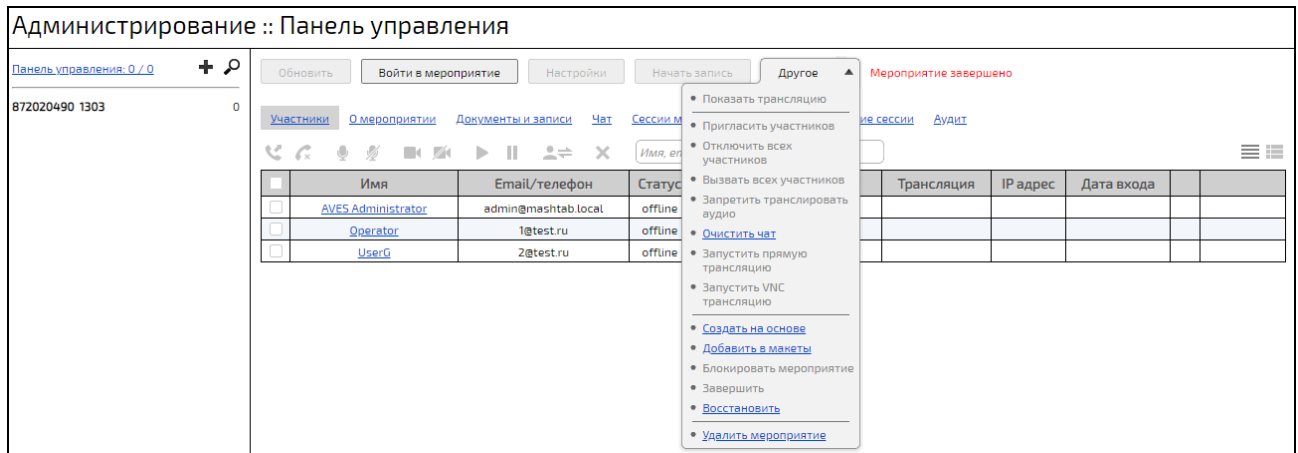 Администрирование :: Панель управления
Панель управления: 0 / 0
872020490 1303 0
Обновить Войти в мероприятие Настройки Начать запись Другое Мероприятие завершено
Участники О мероприятии Документы и записи Чат Сессии м ие сессии Аудит
Имя, em
Имя Email/телефон Статус Трансляция IP адрес Дата входа
AVES Administrator admin@mashtab.local offline
Operator 1@test.ru offline
UserG 2@test.ru offline
Показать трансляцию
Пригласить участников
Отключить всех
участников
Вызвать всех участников
Запретить транслировать
аудио
Очистить чат
Запустить прямую
трансляцию
Запустить VNC
трансляцию
Создать на основе
Добавить в макеты
Блокировать мероприятие
Завершить
Восстановить
Удалить мероприятие